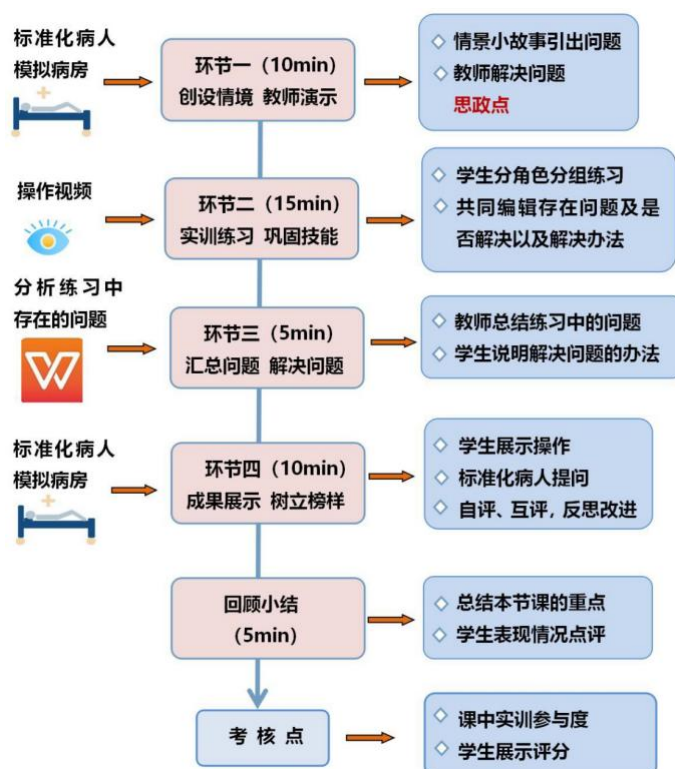 标准化病人
模拟病房
环节一（10min）
创设情境 教师演示
情景小故事引出问题
教师解决问题
思政点
操作视频
环节二（15min）
实训练习 巩固技能
学生分角色分组练习
共同编辑存在问题及是
否解决以及解决办法
分析练习中
存在的问题
环节三（5min）
汇总问题 解决问题
教师总结练习中的问题
学生说明解决问题的办法
标准化病人
模拟病房
环节四（10min）
成果展示 树立榜样
学生展示操作
标准化病人提问
自评、互评，反思改进
回顾小结
（5min）
总结本节课的重点
学生表现情况点评
考 核 点
课中实训参与度
学生展示评分